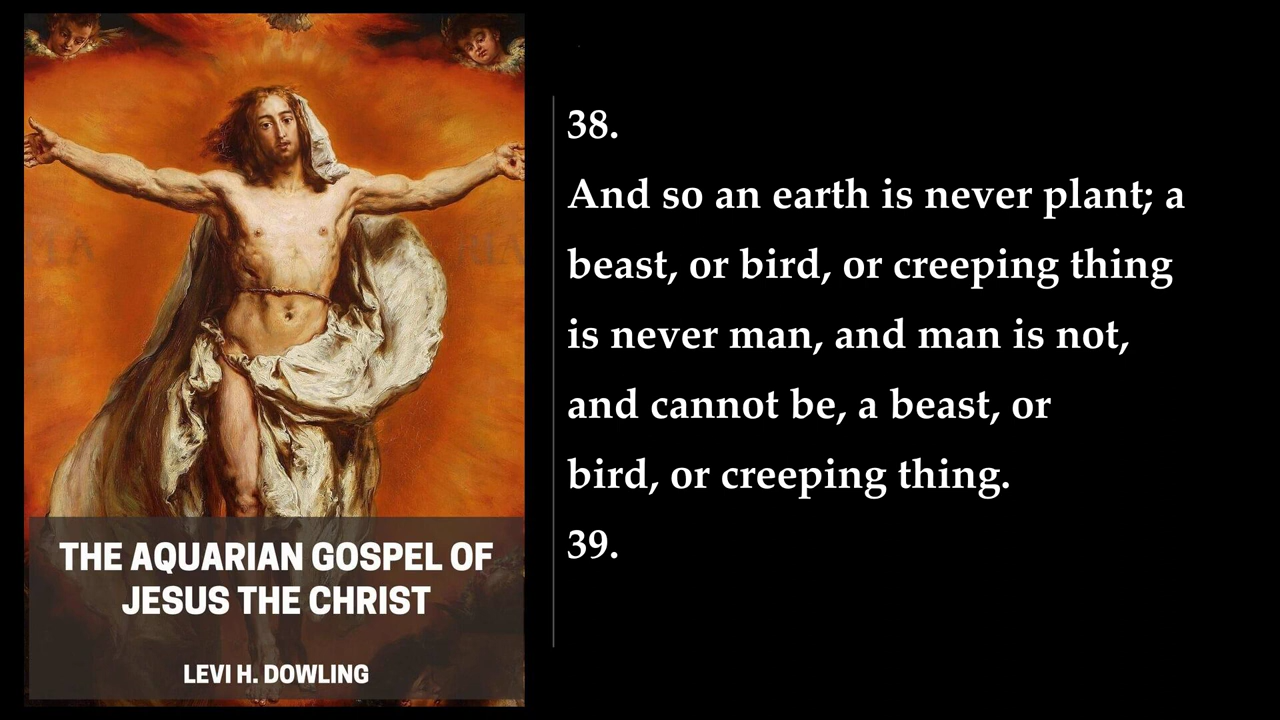 THE AQUARIAN GOSPEL OF
JESUS THE CHRIST
LEVI H. DOWLING
38.
And so an earth is never plant; a
beast, or bird, or creeping thing
is never man, and man is not,
and cannot be, a beast, or
bird, or creeping thing.
39.